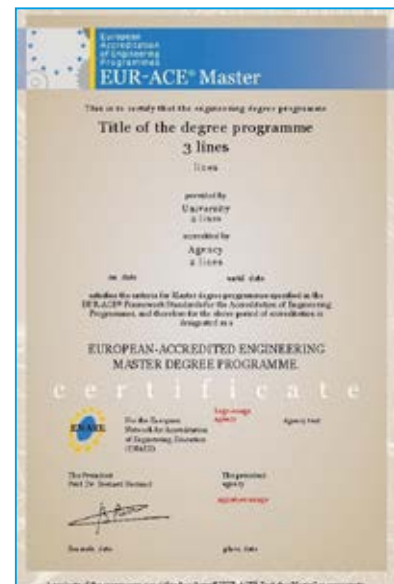 European
Accreditation
of Engineering
Programmes
EUR-ACE® Master
This is to certify that the engineering degree programme
Title of the degree programme
3 lines
lines
provided by
University
2 lines
accredited by
Agency
2 lines
on date
until date
satisfies the criteria for Master degree programmes specified in the
EUR-ACE® Framework Standards for the Accreditation of Engineering
Programmes, and therefore for the above period of accreditation is
designated as a
EUROPEAN-ACCREDITED ENGINEERING
MASTER DEGREE PROGRAMME.
certificate
ENAEE
For the European
Network for Accreditation
of Engineering Education
(ENAEE)
logo image
agency
Agency text
The President
Prof. Dr.
The president
agency
signature image
Brussels, date
place, date